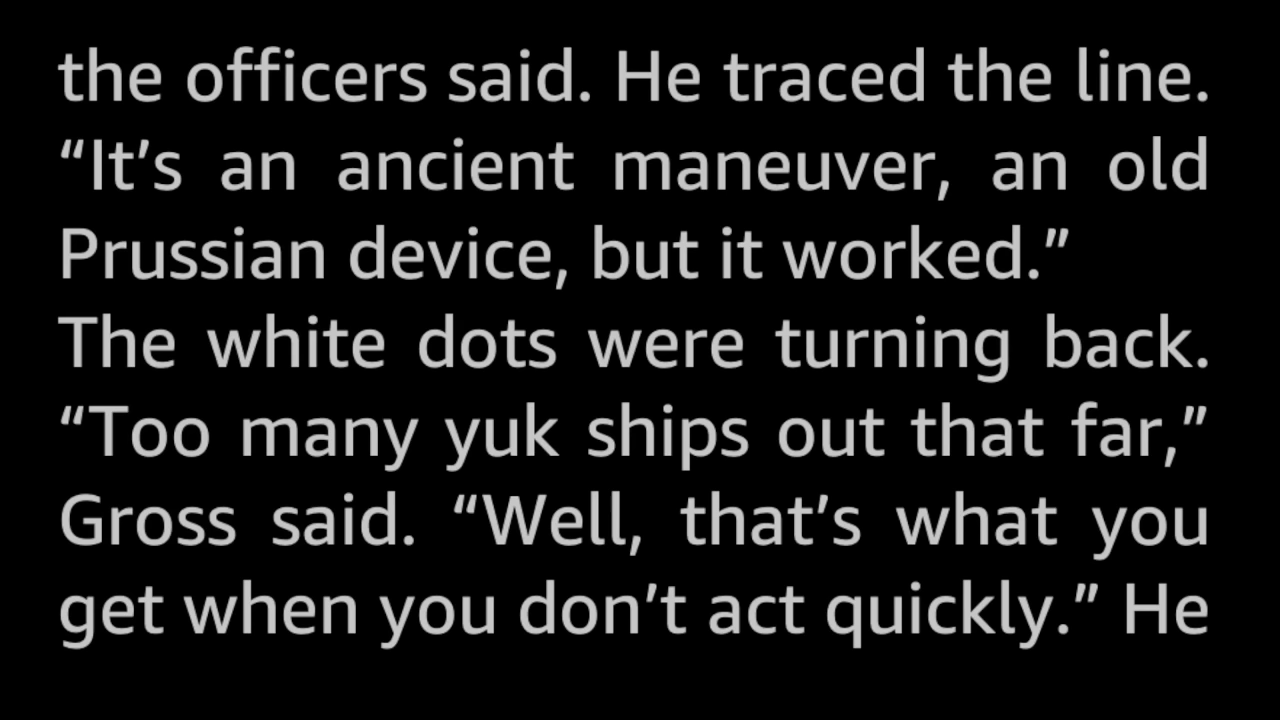 the officers said. He traced the line.
“It’s an ancient maneuver, an old
Prussian device, but it worked.”
The white dots were turning back.
“Too many yuk ships out that far,”
Gross said. “Well, that’s what you
get when you don’t act quickly.” He